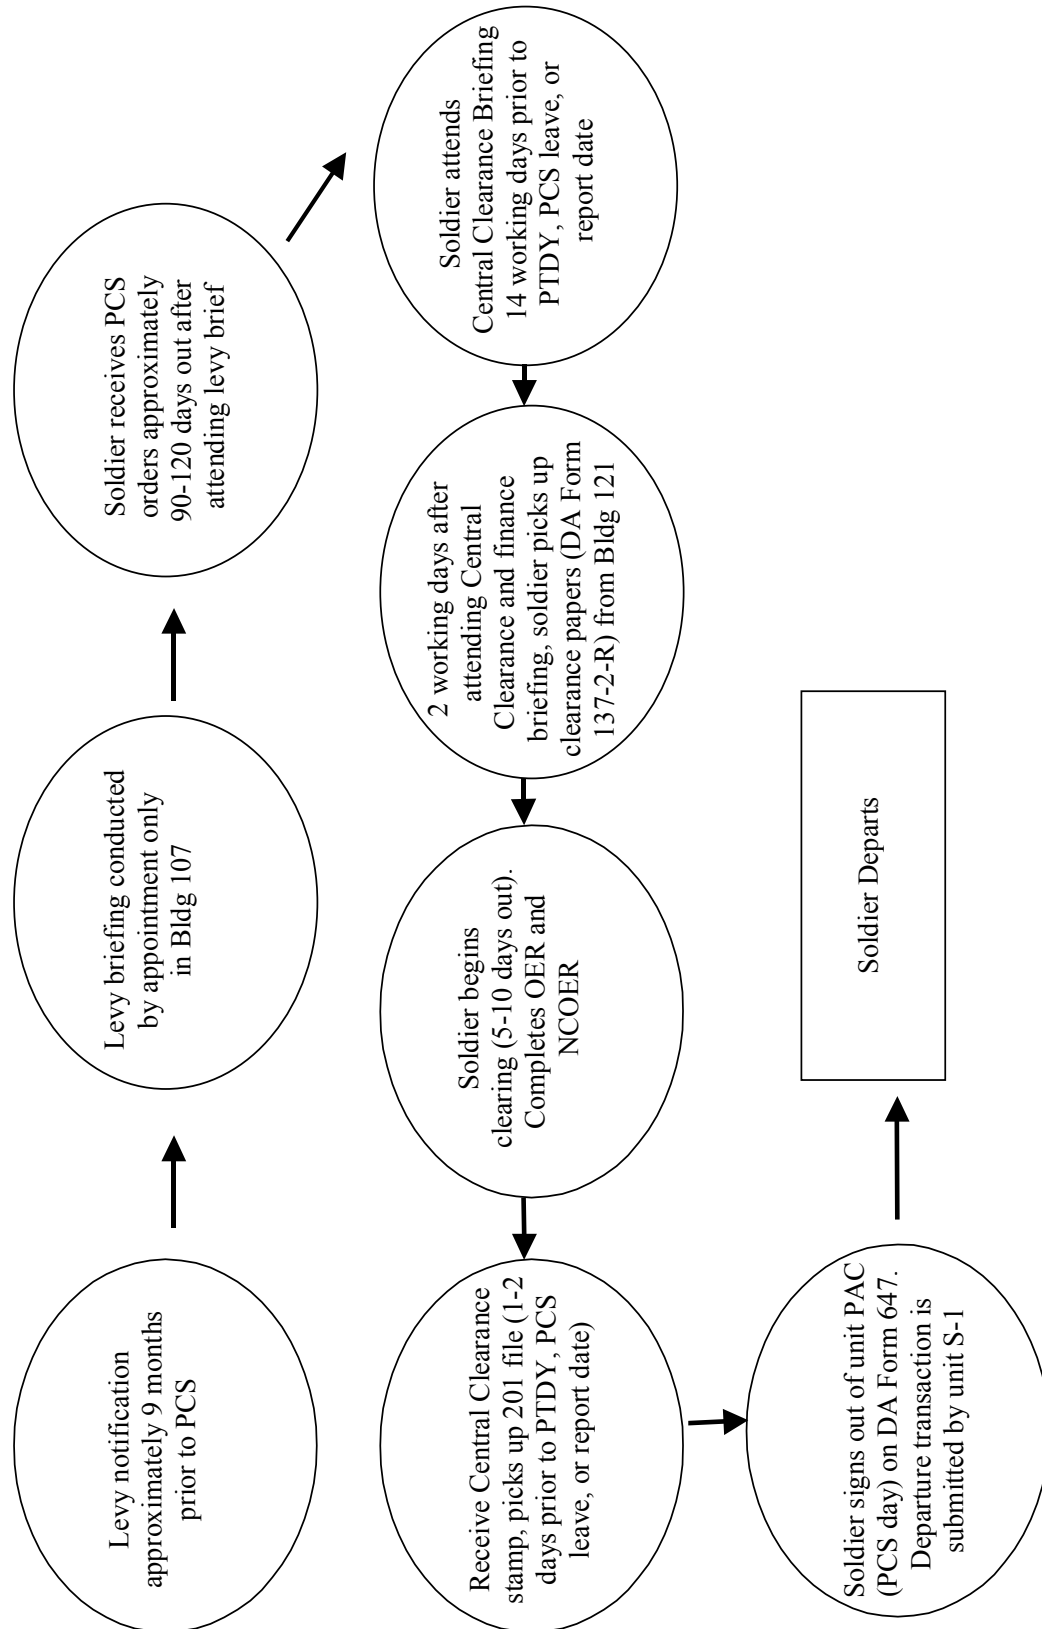 Levy notification
approximately 9 months
prior to PCS
Levy briefing conducted
by appointment only
in Bldg 107
Soldier receives PCS
orders approximately
90-120 days out after
attending levy brief
Soldier attends
Central Clearance Briefing
14 working days prior to
PTDY, PCS leave, or
report date
2 working days after
attending Central
Clearance and finance
briefing, soldier picks up
clearance papers (DA Form
137-2-R) from Bldg 121
Soldier begins
clearing (5-10 days out).
Completes OER and
NCOER
Receive Central Clearance
stamp, picks up 201 file (1-2
days prior to PTDY, PCS
leave, or report date)
Soldier signs out of unit PAC
(PCS day) on DA Form 647.
Departure transaction is
submitted by unit S-1
Soldier Departs